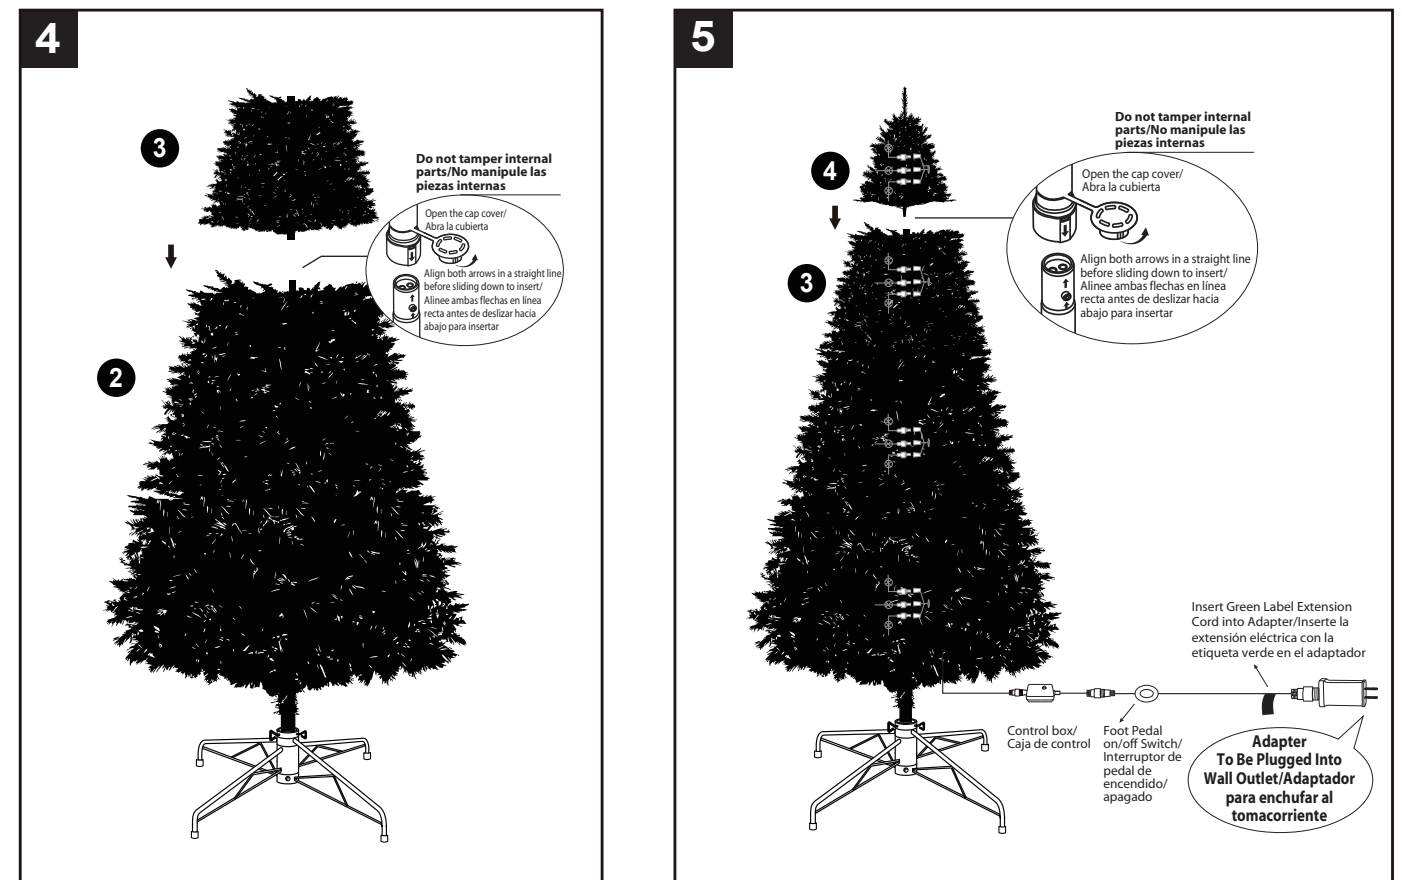 4
3
Do not tamper internal
parts/No manipule las
piezas internas
Open the cap cover/
Abra la cubierta
Align both arrows in a straight line
before sliding down to insert/
Alinee ambas flechas en línea
recta antes de deslizar hacia
abajo para insertar
2
5
4
Do not tamper internal
parts/No manipule las
piezas internas
Open the cap cover/
Abra la cubierta
Align both arrows in a straight line
before sliding down to insert/
Alinee ambas flechas en línea
recta antes de deslizar hacia
abajo para insertar
3
Insert Green Label Extension
Cord into Adapter/Inserte la
extensión eléctrica con la
etiqueta verde en el adaptador
Control box/
Caja de control
Foot Pedal
on/off Switch/
Interruptor de
pedal de
encendido/
apagado
Adapter
To Be Plugged Into
Wall Outlet/Adaptador
para enchufar al
tomacorriente